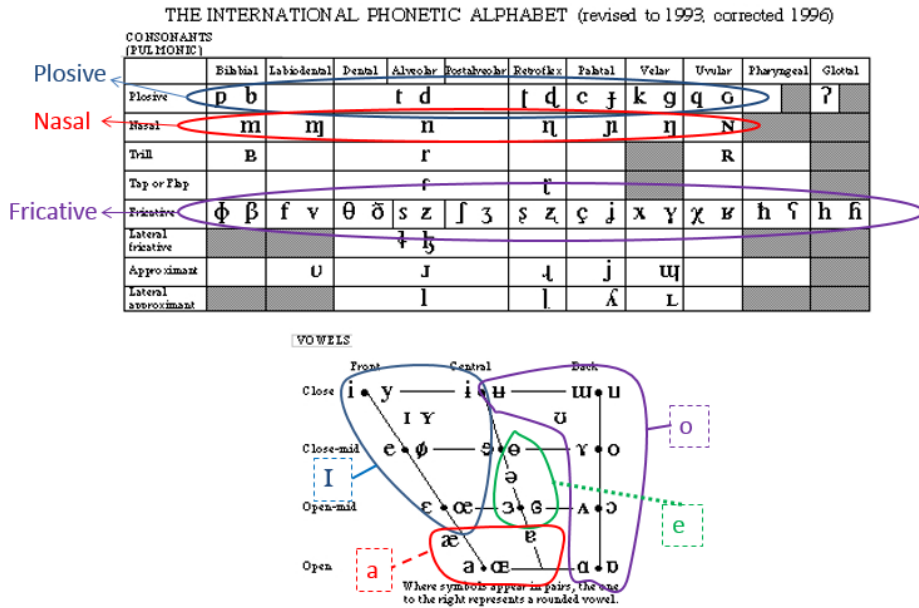 THE INTERNATIONAL PHONETIC ALPHABET (revised to 1993, corrected 1996)
CONSONANTS
(PULMONIC)
Bilabial Labiodental Dental Alveolar Postalveolar Retroflex Palatal Velar Uvular Pharyngeal Glottal
Plosive
Plosive p b t d ʈ ɖ c ɟ k ɡ q ɢ ʔ
Nasal
Nasal m ɱ n ɳ ɲ ŋ ɴ
Trill ʙ r ʀ
Tap or Flap ɾ ɽ
Fricative
Fricative ɸ β f v θ ð s z ʃ ʒ ʂ ʐ ç ʝ x ɣ χ ʁ ħ ʕ h ɦ
Lateral
fricative ɬ ɮ
Approximant ʋ ɹ ɻ j ɰ
Lateral
approximant l ɭ ʎ ʟ
VOWELS
Front Central Back
Close i y ɨ ʉ ɯ u
I Y ʊ
o
Close-mid e ø ɘ ɵ ɤ o
I
ə
Open-mid ɛ œ ɜ ɞ ʌ ɔ
e
æ ɐ
a
Open a ɶ ɑ ɒ
Where symbols appear in pairs, the one
to the right represents a rounded vowel.